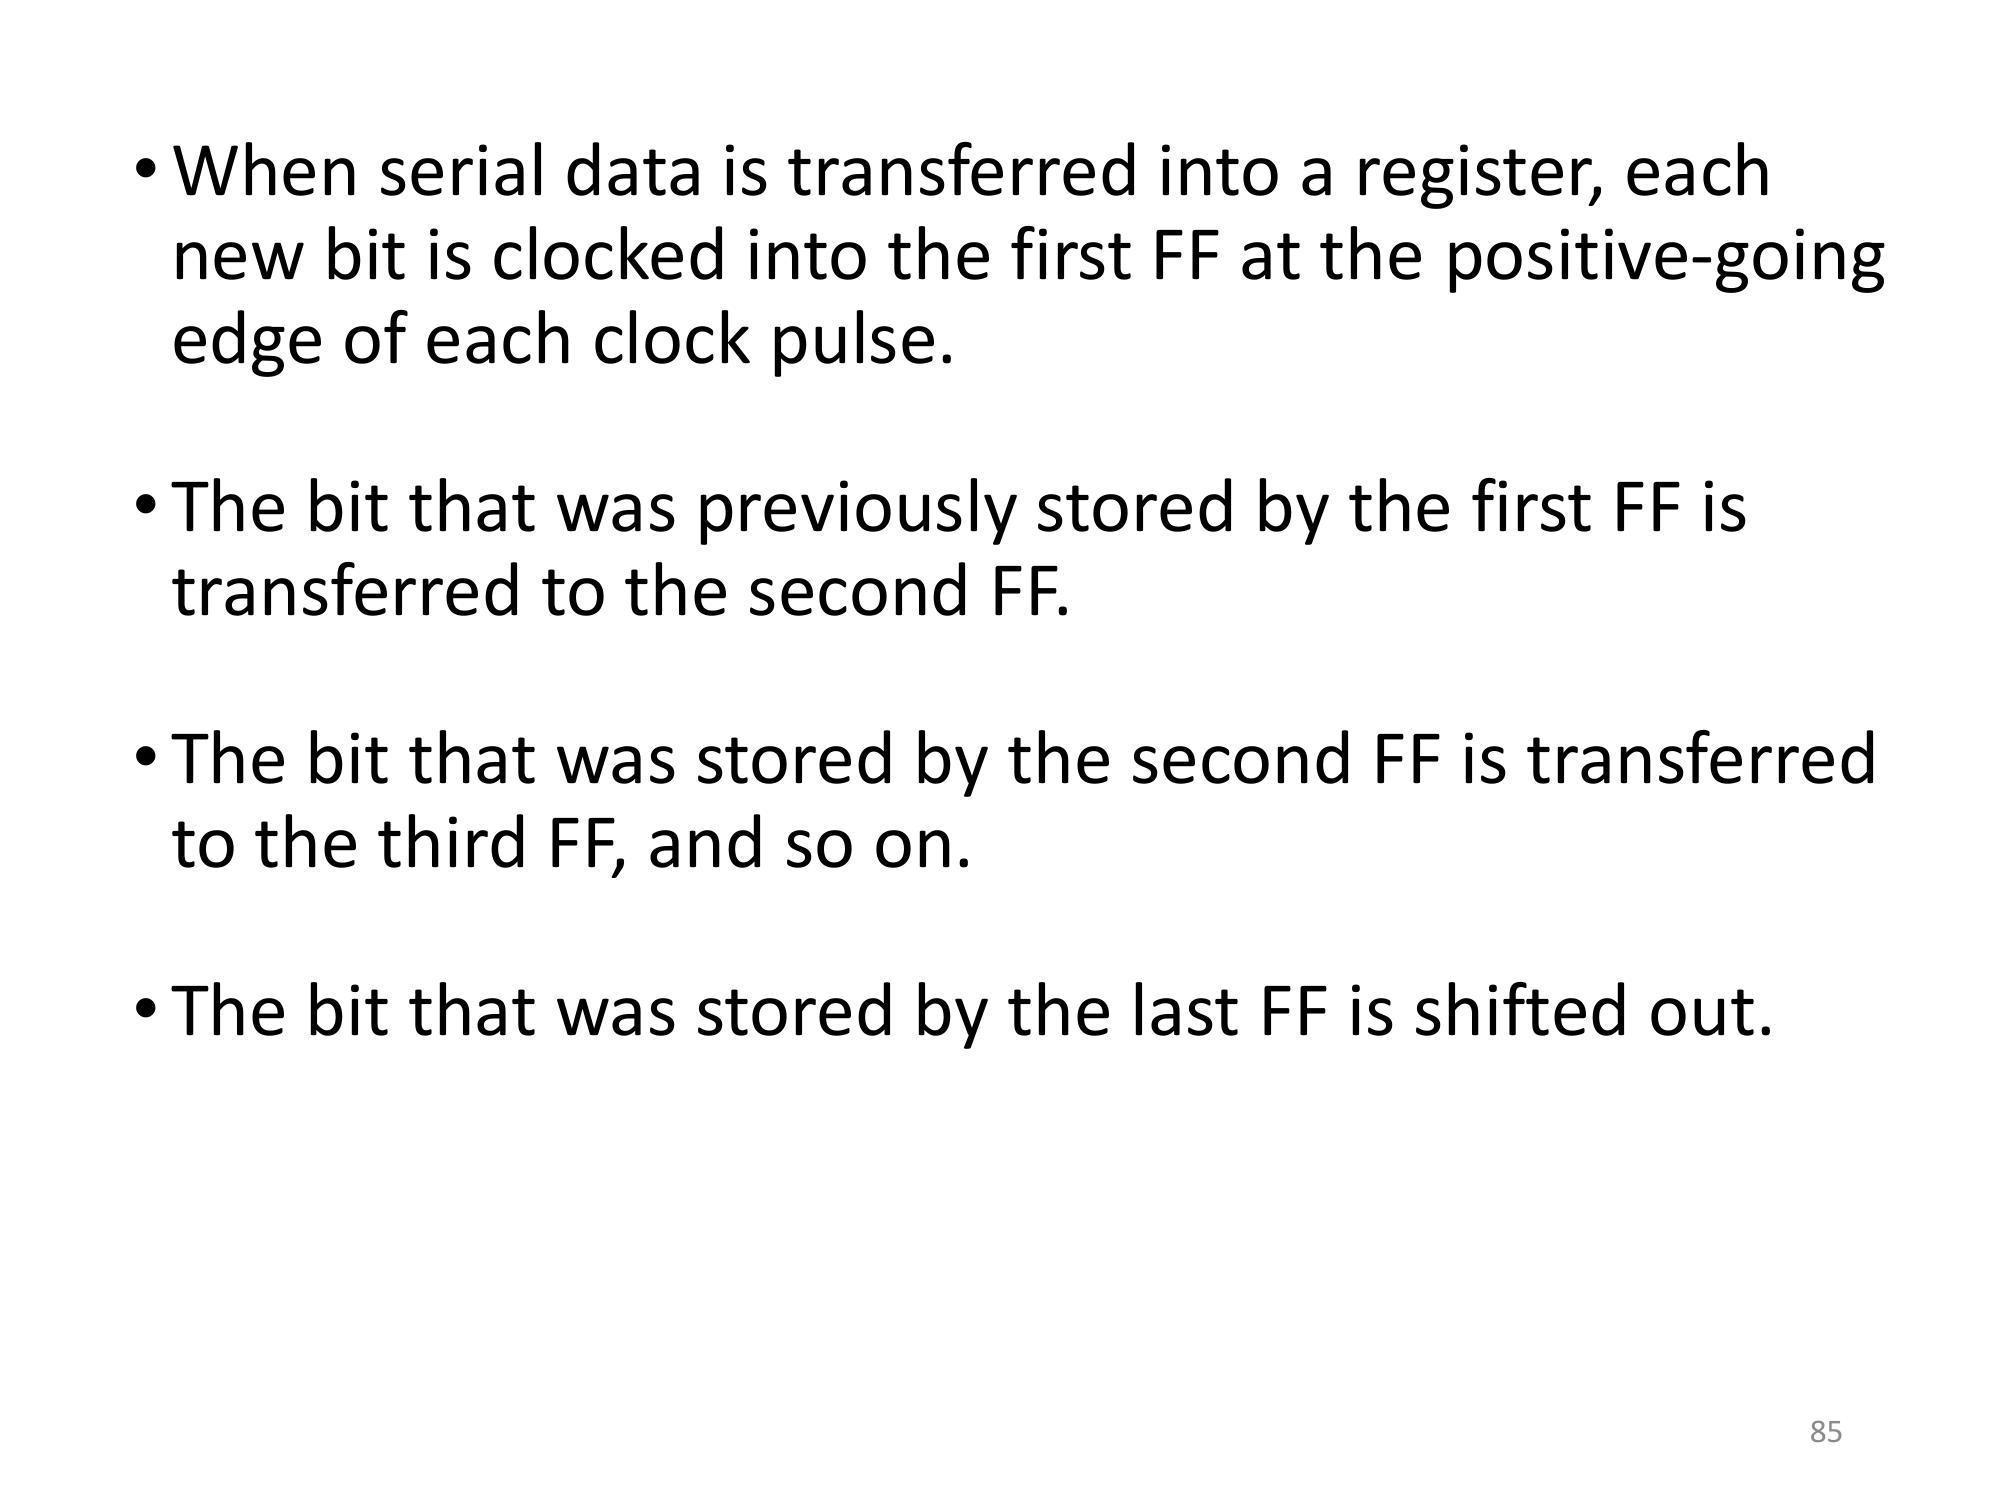 • When serial data is transferred into a register, each
new bit is clocked into the first FF at the positive-going
edge of each clock pulse.
• The bit that was previously stored by the first FF is
transferred to the second FF.
• The bit that was stored by the second FF is transferred
to the third FF, and so on.
• The bit that was stored by the last FF is shifted out.
85